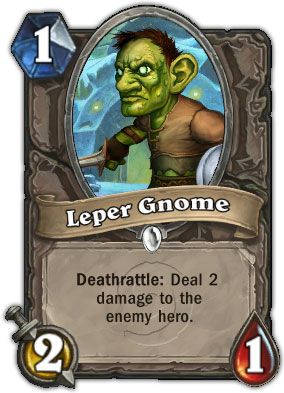 1
Leper Gnome
Deathrattle: Deal 2
damage to the
enemy hero.
2
1